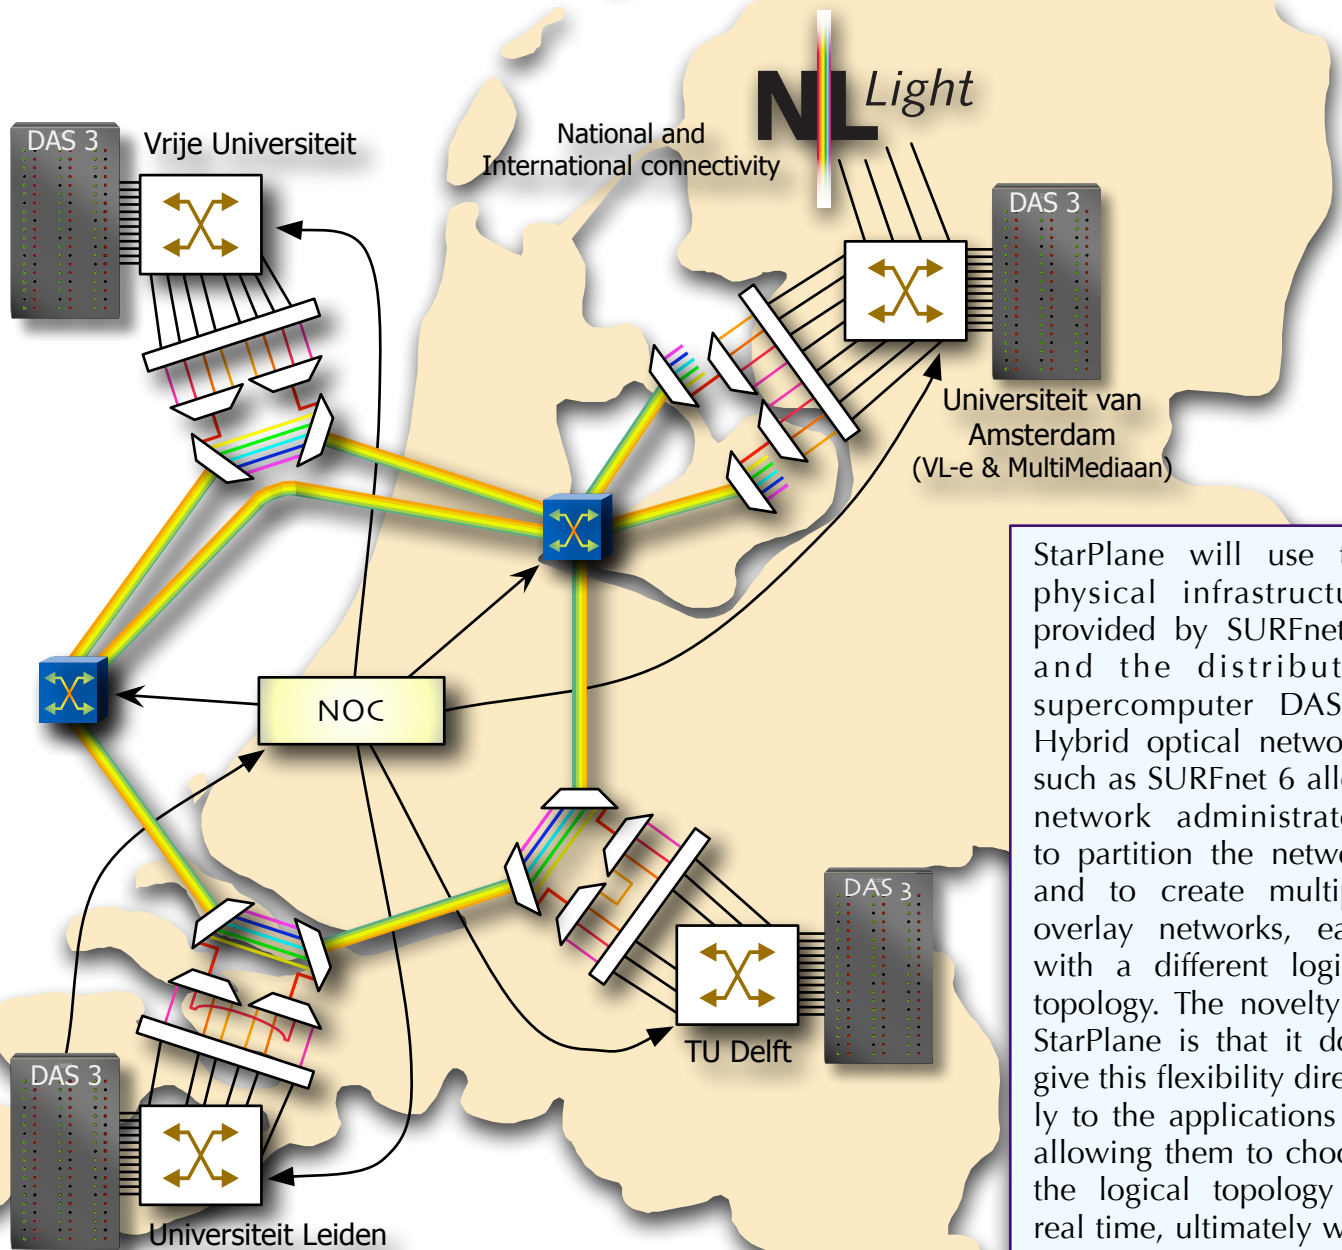 NL Light
National and
International connectivity
DAS 3
Vrije Universiteit
DAS 3
Universiteit van
Amsterdam
(VL-e & MultiMediaan)
NOC
DAS 3
TU Delft
DAS 3
Universiteit Leiden
StarPlane will use t
physical infrastructu
provided by SURFnet
and the distribut
supercomputer DAS
Hybrid optical netwo
such as SURFnet 6 allo
network administrat
to partition the netwo
and to create multip
overlay networks, ea
with a different logi
topology. The novelty
StarPlane is that it do
give this flexibility dire
ly to the applications
allowing them to choo
the logical topology
real time, ultimately w